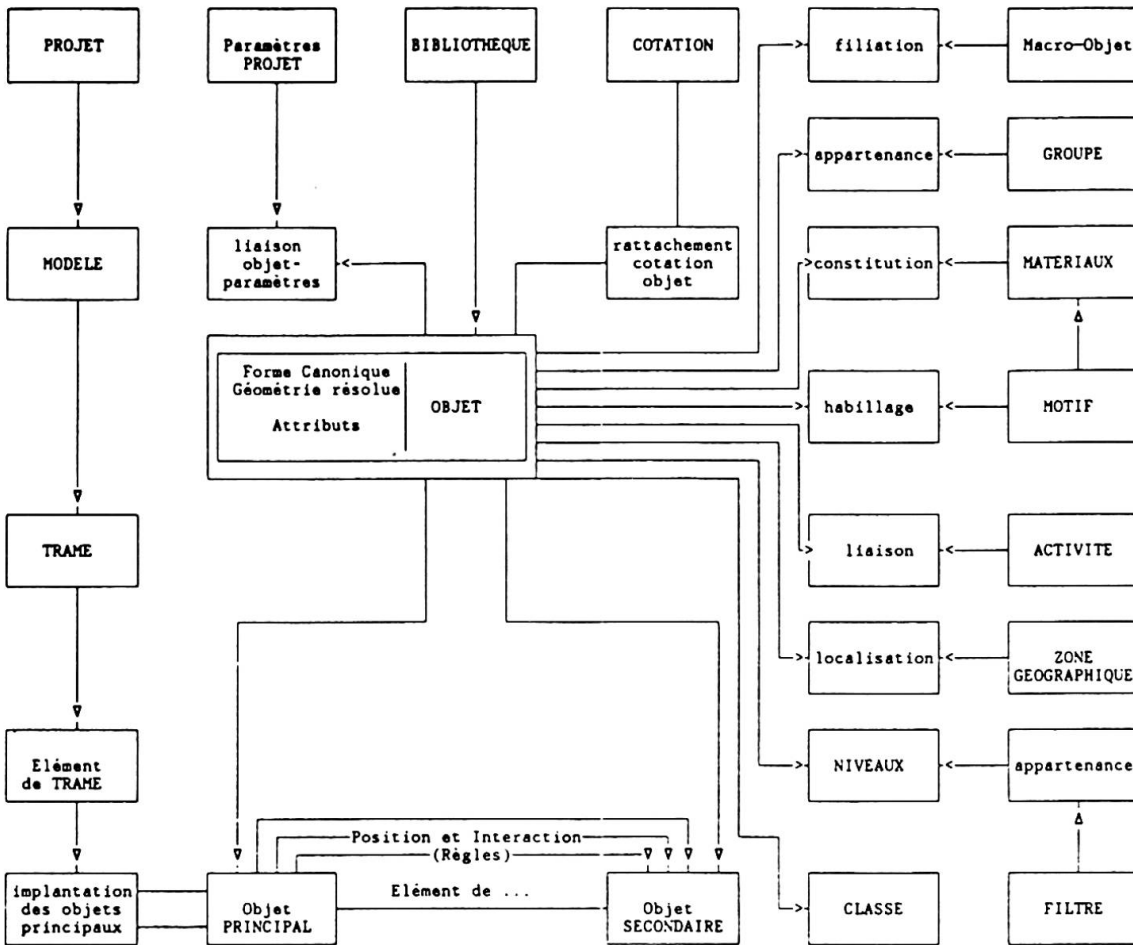 PROJET
Paramètres
PROJET
BIBLIOTHEQUE
COTATION
filiation
Macro-Objet
appartenance
GROUPE
MODELE
liaison
objet-
paramètres
rattachement
cotation
objet
constitution
MATERIAUX
Forme Canonique
Géométrie résolue
Attributs
OBJET
habillage
MOTIF
TRAME
liaison
ACTIVITE
localisation
ZONE
GEOGRAPHIQUE
Elément
de TRAME
NIVEAUX
appartenance
Position et Interaction
(Règles)
implantation
des objets
principaux
Objet
PRINCIPAL
Elément de ...
Objet
SECONDAIRE
CLASSE
FILTRE